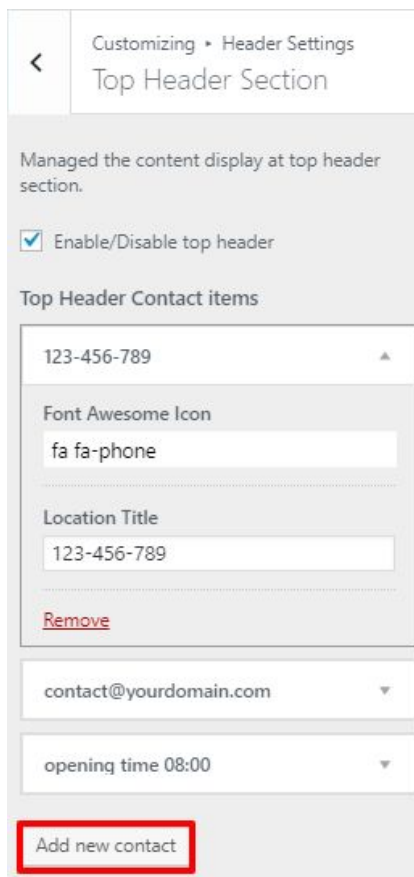 Customizing ▸ Header Settings
Top Header Section
Managed the content display at top header
section.
Enable/Disable top header
Top Header Contact items
123-456-789
Font Awesome Icon
fa fa-phone
Location Title
123-456-789
Remove
contact@yourdomain.com
opening time 08:00
Add new contact